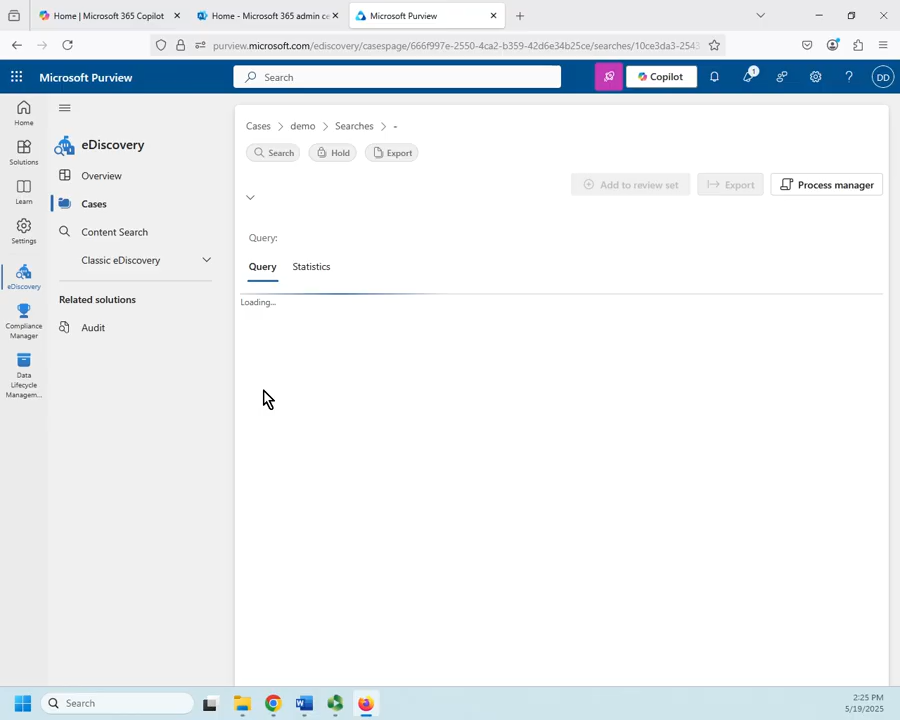 Home | Microsoft 365 Copilot
Home - Microsoft 365 admin ce
Microsoft Purview
purview.microsoft.com/ediscovery/casespage/666f997e-2550-4ca2-b359-42d6e34b25ce/searches/10ce3da3-2543
Microsoft Purview
Search
Copilot
1
DD
Home
Solutions
Learn
Settings
eDiscovery
Compliance
Manager
Data
Lifecycle
Managem...
eDiscovery
Overview
Cases
Content Search
Classic eDiscovery
Related solutions
Audit
Cases > demo > Searches > -
Search
Hold
Export
Add to review set
Export
Process manager
Query:
Query
Statistics
Loading...
Search
2:25 PM
5/19/2025